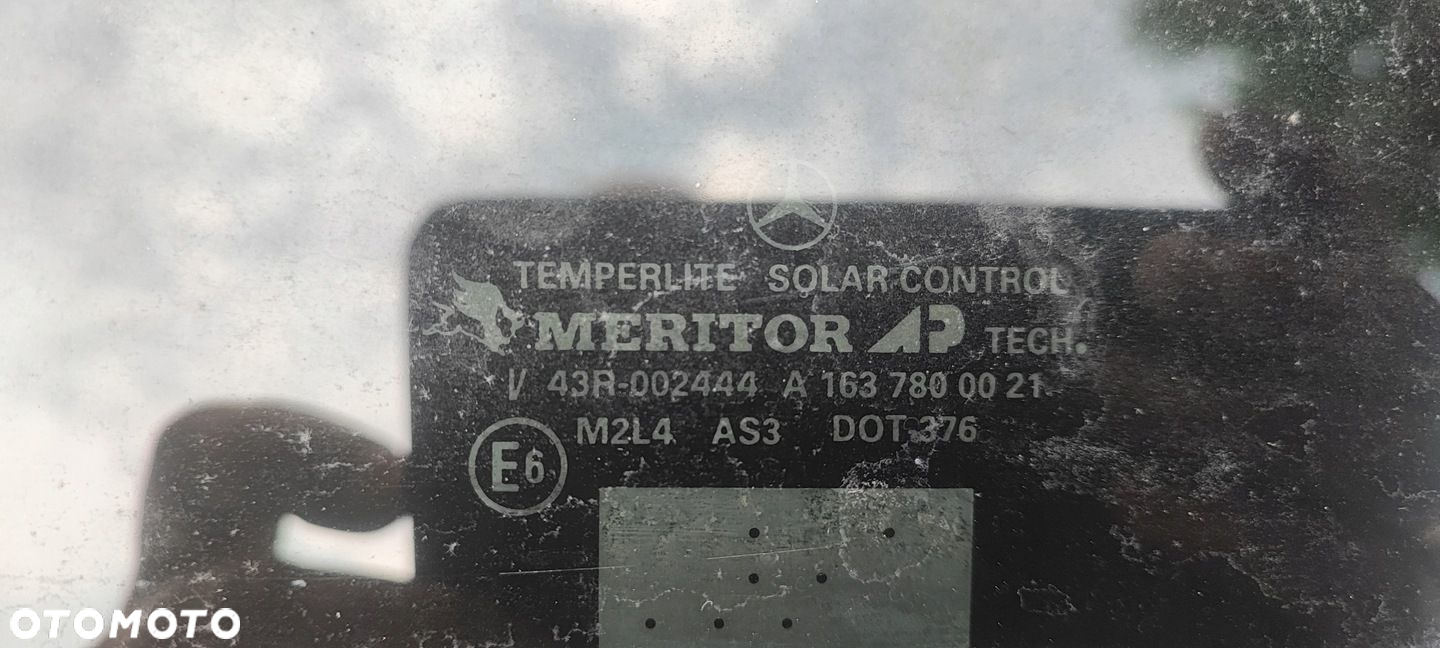 TEMPERLITE SOLAR CONTROL
MERITOR AP TECH.
V 43R-002444 A 163 780 00 21
M2L4 AS3 DOT 376
E6
OTOMOTO